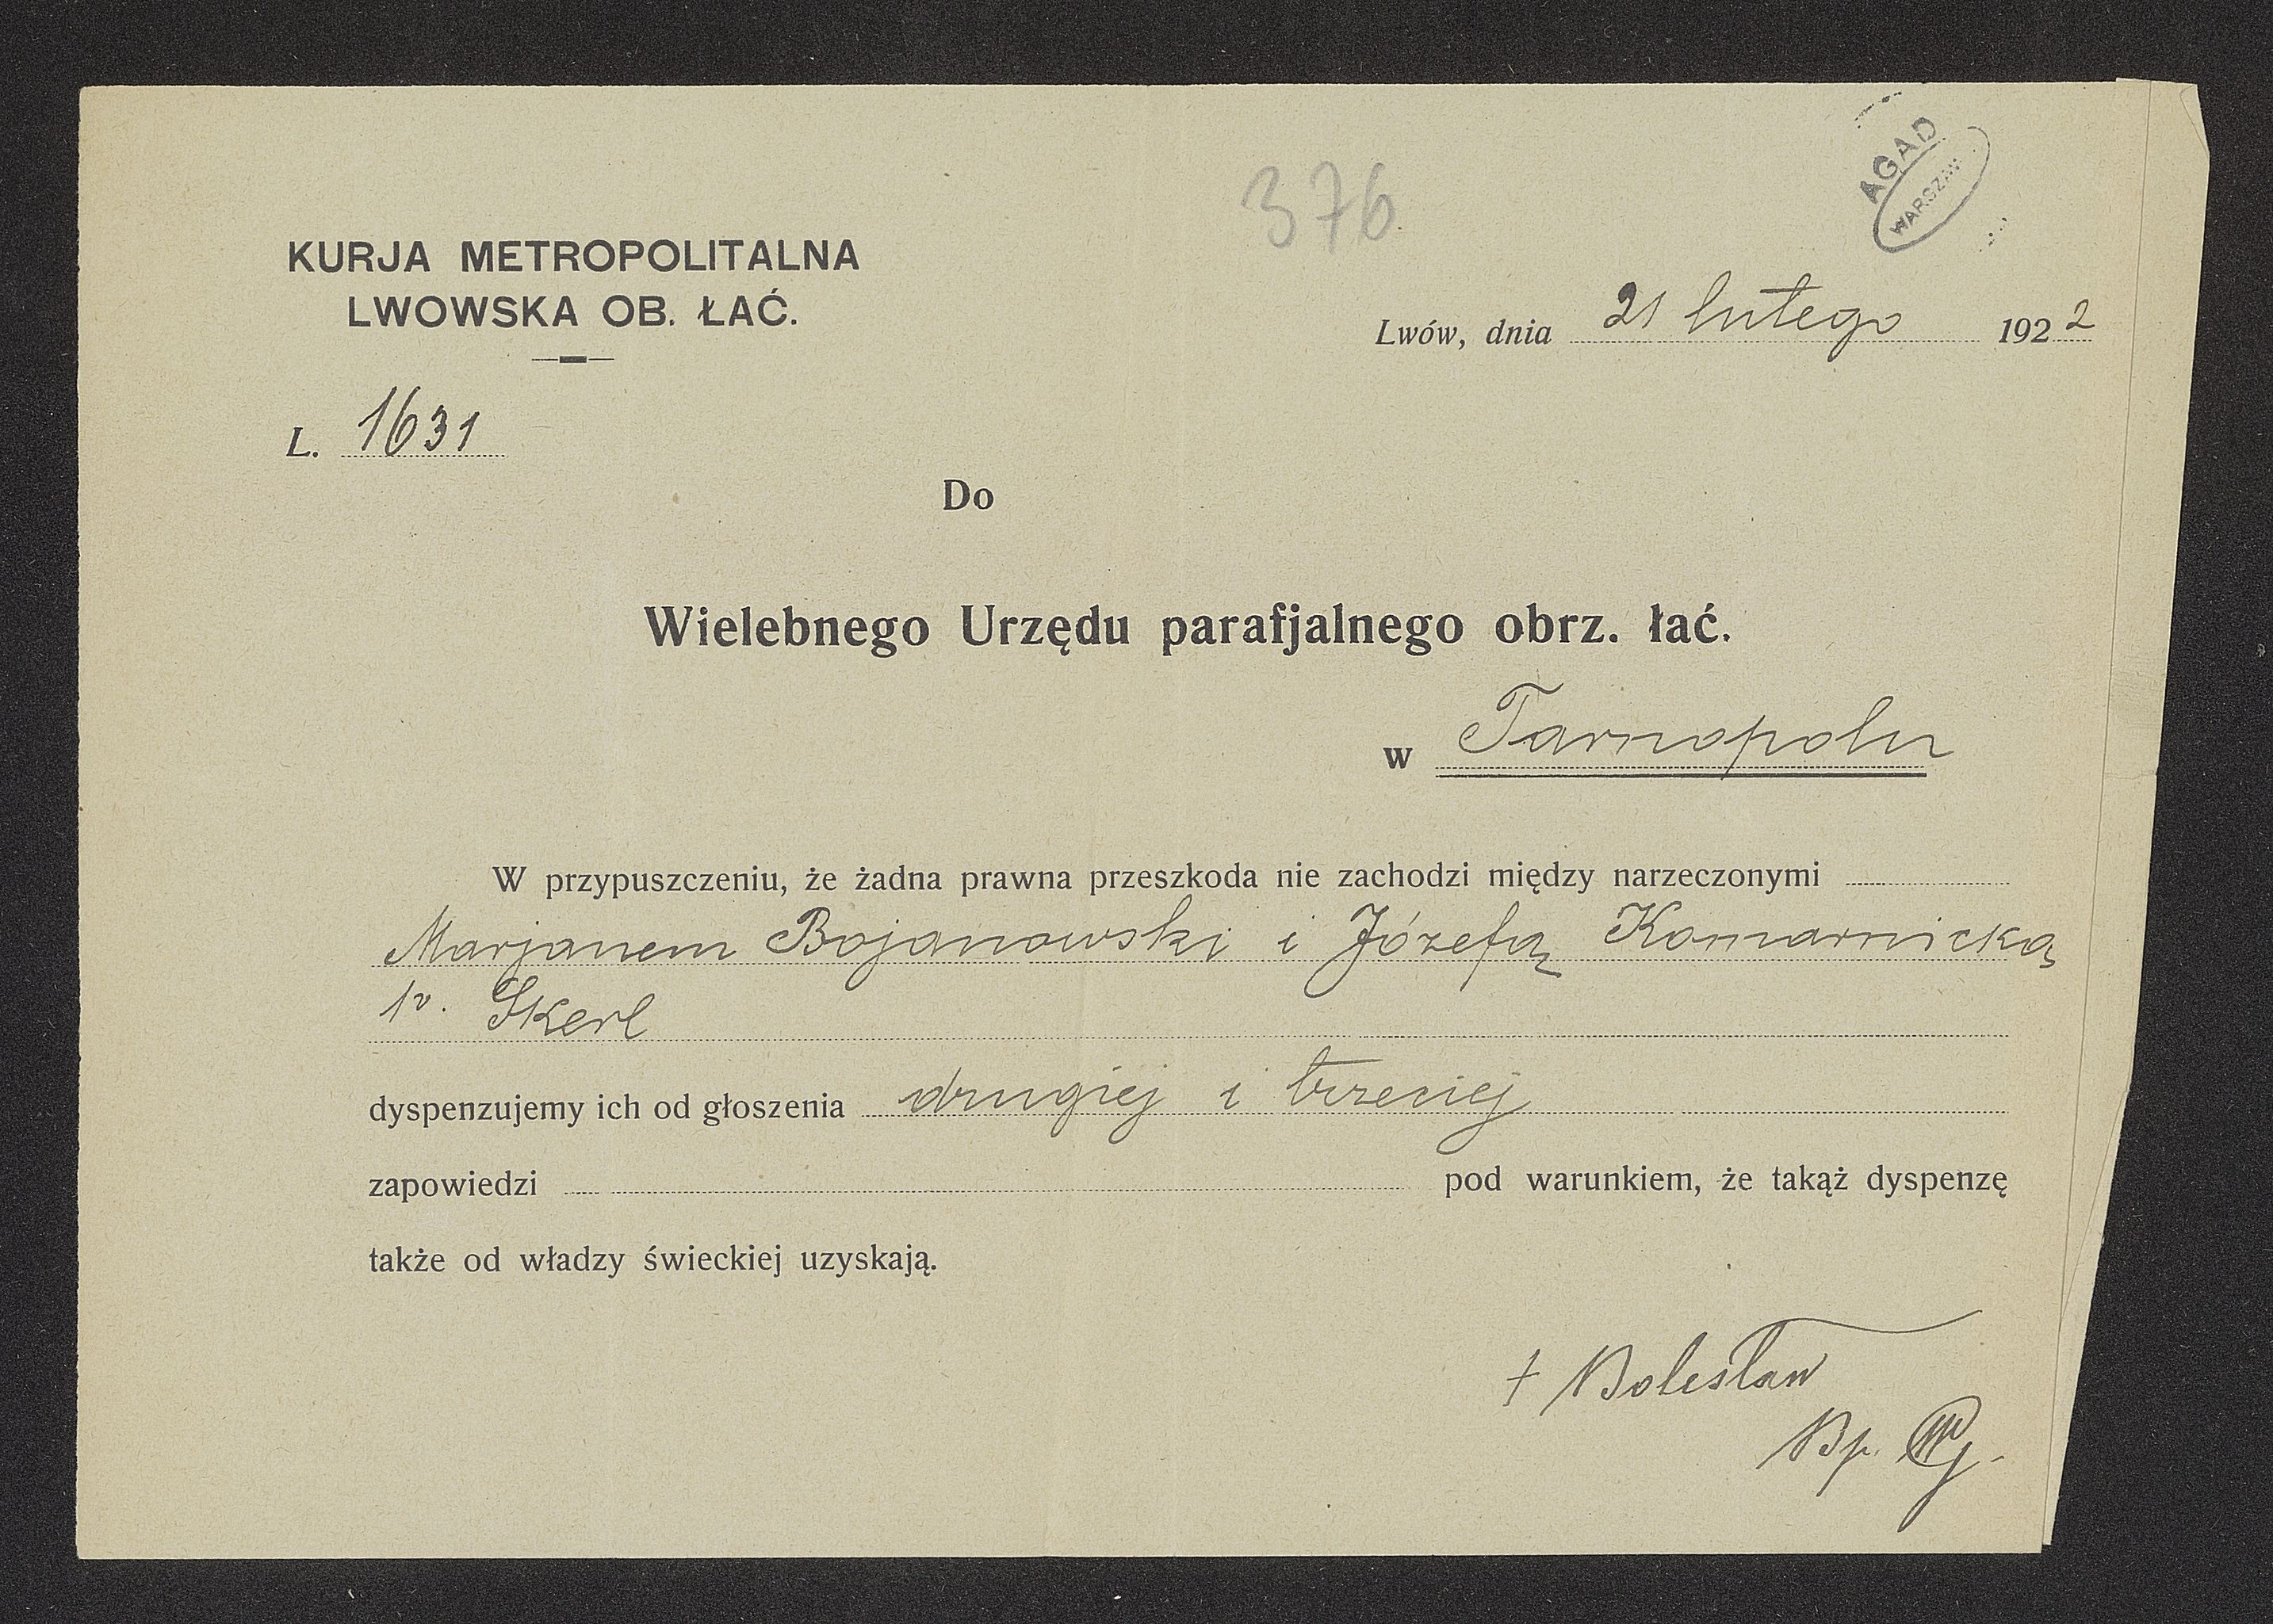 376
AGAD
WARSZAW
KURJA METROPOLITALNA
LWOWSKA OB. ŁAĆ.
Lwów, dnia 21 lutego 1922
L. 1631
Do
Wielebnego Urzędu parafjalnego obrz. łać.
w Tarnopolu
W przypuszczeniu, że żadna prawna przeszkoda nie zachodzi między narzeczonymi
Marjanem Bojanowski i Józefą Komarnicką
1v. Skerl
dyspenzujemy ich od głoszenia drugiej i trzeciej
zapowiedzi pod warunkiem, że takąż dyspenzę
także od władzy świeckiej uzyskają.
† Bolesław
Bp.